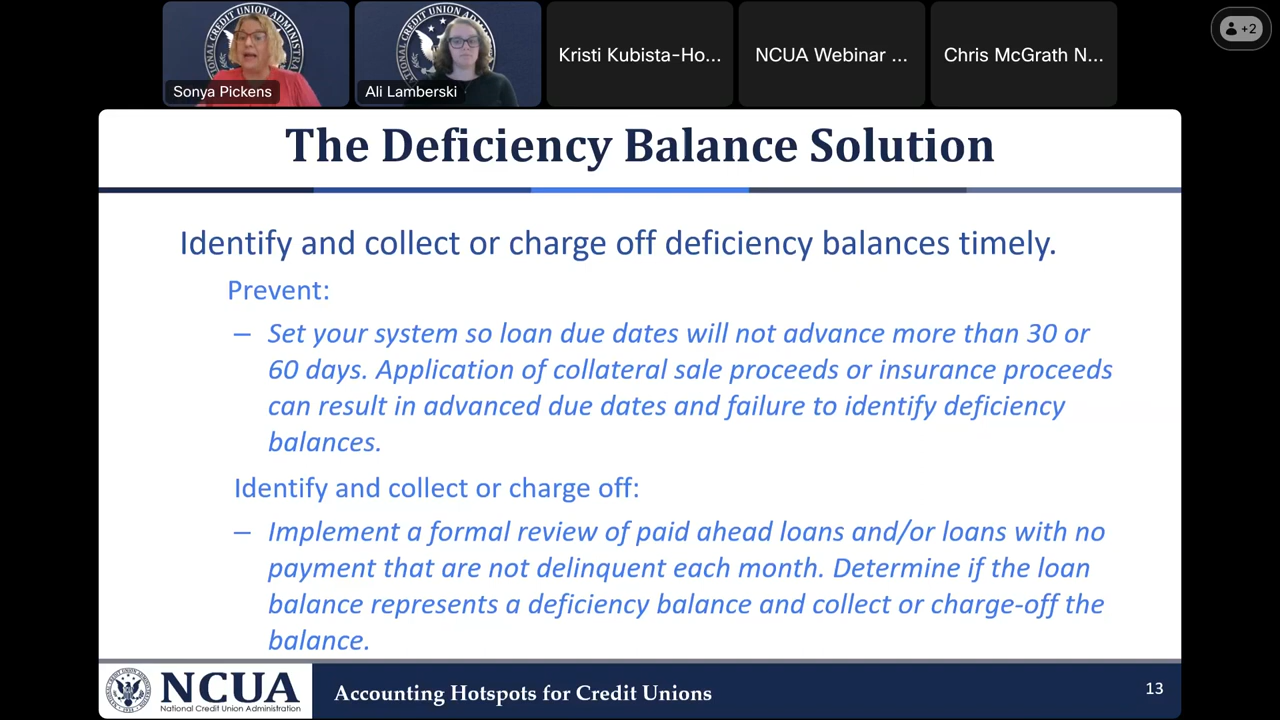 Sonya Pickens
Ali Lamberski
Kristi Kubista-Ho...
NCUA Webinar ...
Chris McGrath N...
+2
The Deficiency Balance Solution
Identify and collect or charge off deficiency balances timely.
Prevent:
– Set your system so loan due dates will not advance more than 30 or
60 days. Application of collateral sale proceeds or insurance proceeds
can result in advanced due dates and failure to identify deficiency
balances.
Identify and collect or charge off:
– Implement a formal review of paid ahead loans and/or loans with no
payment that are not delinquent each month. Determine if the loan
balance represents a deficiency balance and collect or charge-off the
balance.
NCUA
National Credit Union Administration
Accounting Hotspots for Credit Unions
13